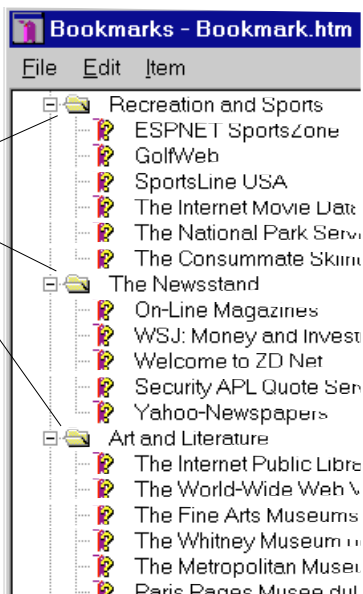 Bookmarks - Bookmark.htm
File Edit Item
Recreation and Sports
ESPNET SportsZone
GolfWeb
SportsLine USA
The Internet Movie
The National Park
The Consummate
The Newsstand
On-Line Magazines
WSJ: Money and
Welcome to ZD Net
Security APL Quote
Yahoo-Newspapers
Art and Literature
The Internet Public
The World-Wide Web
The Fine Arts Museums
The Whitney Museum
The Metropolitan
Paris Pages Musee